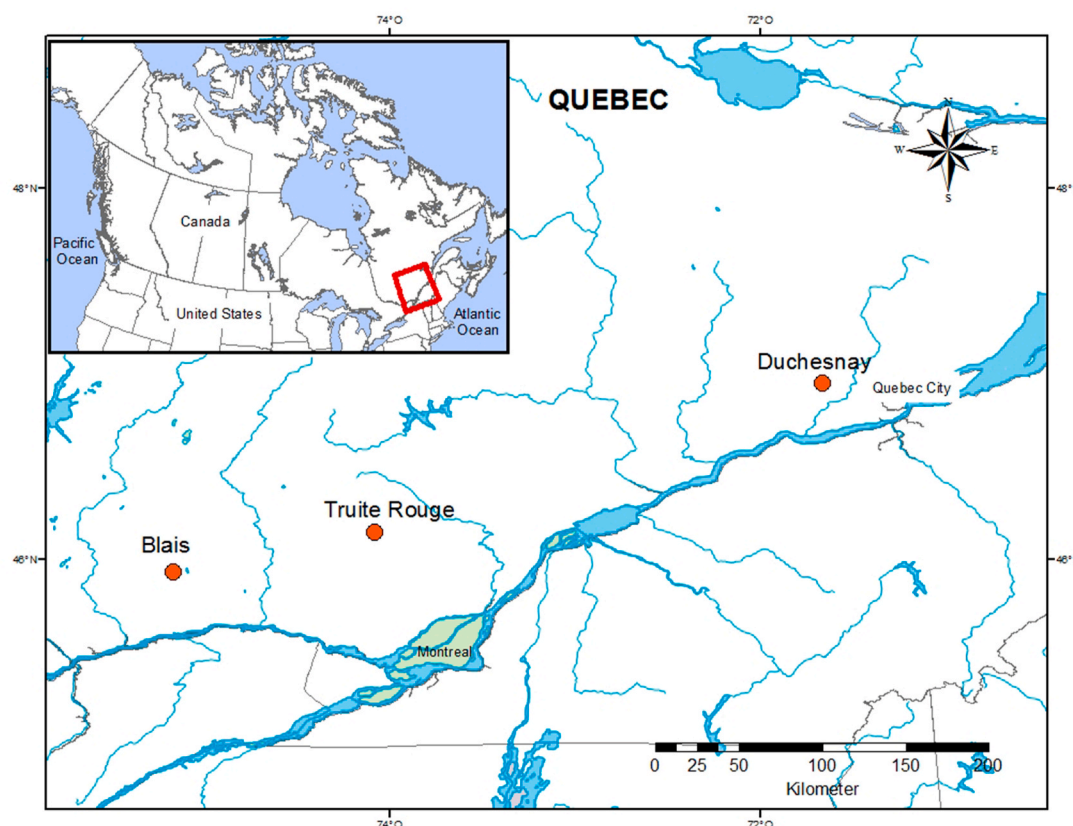 74°O
72°O
QUEBEC
N
W
E
S
48°N
48°N
Canada
Pacific
Ocean
United States
Atlantic
Ocean
Duchesnay
Quebec City
Truite Rouge
Blais
46°N
46°N
Montreal
0 25 50 100 150 200
Kilometer
74°O
72°O